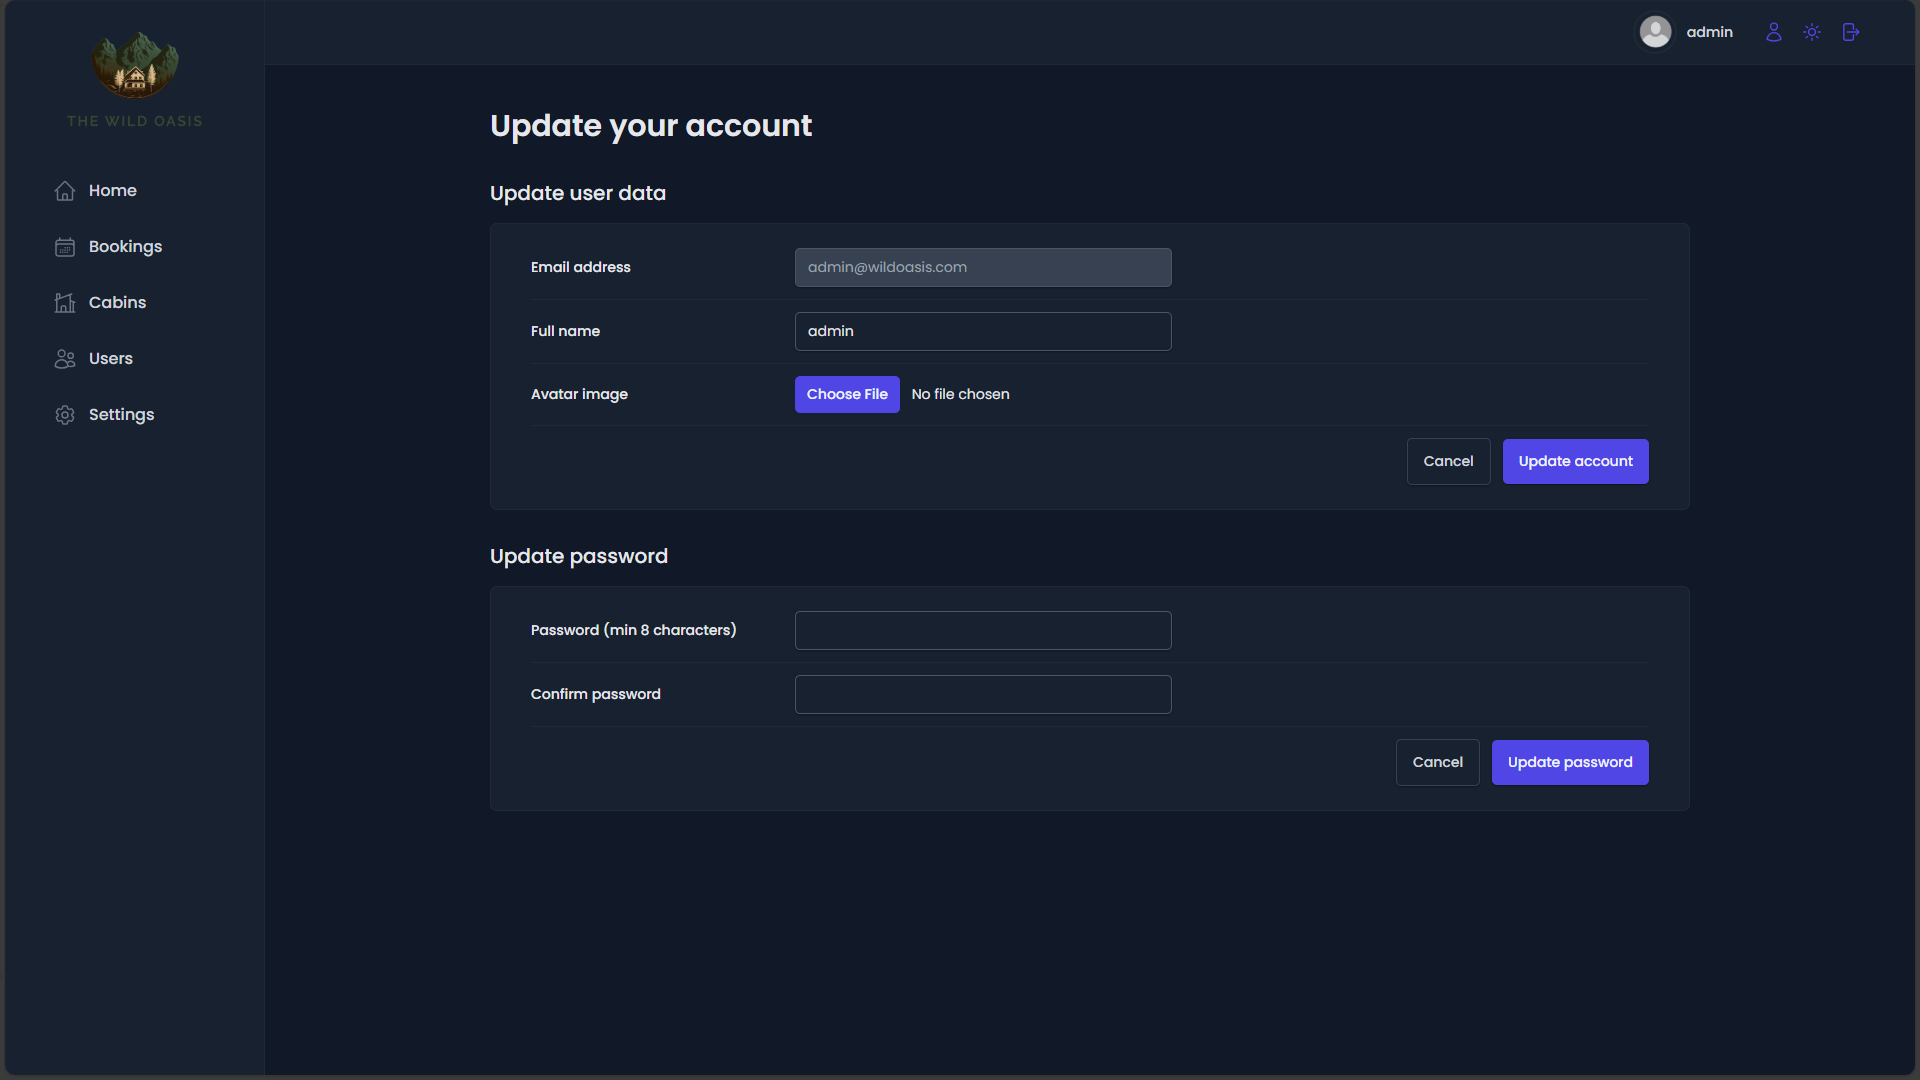 THE WILD OASIS
Home
Bookings
Cabins
Users
Settings
admin
Update your account
Update user data
Email address
admin@wildoasis.com
Full name
admin
Avatar image
Choose File No file chosen
Cancel
Update account
Update password
Password (min 8 characters)
Confirm password
Cancel
Update password